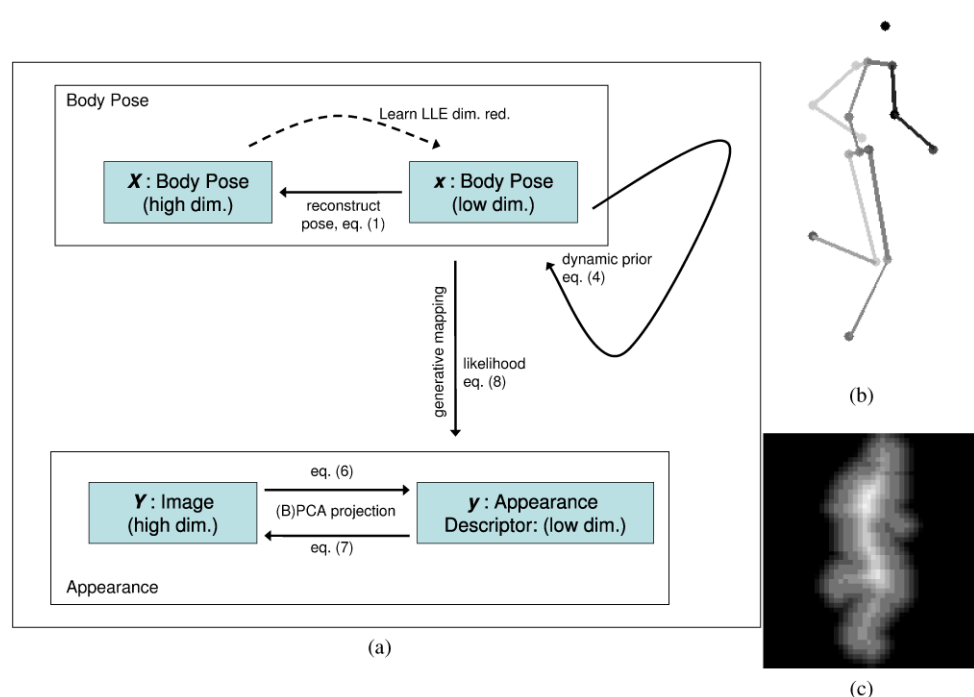 Body Pose
Learn LLE dim. red.
X : Body Pose
(high dim.)
x : Body Pose
(low dim.)
reconstruct
pose, eq. (1)
dynamic prior
eq. (4)
generative mapping
likelihood
eq. (8)
eq. (6)
Y : Image
(high dim.)
(B)PCA projection
y : Appearance
Descriptor: (low dim.)
eq. (7)
Appearance
(a)
(b)
(c)